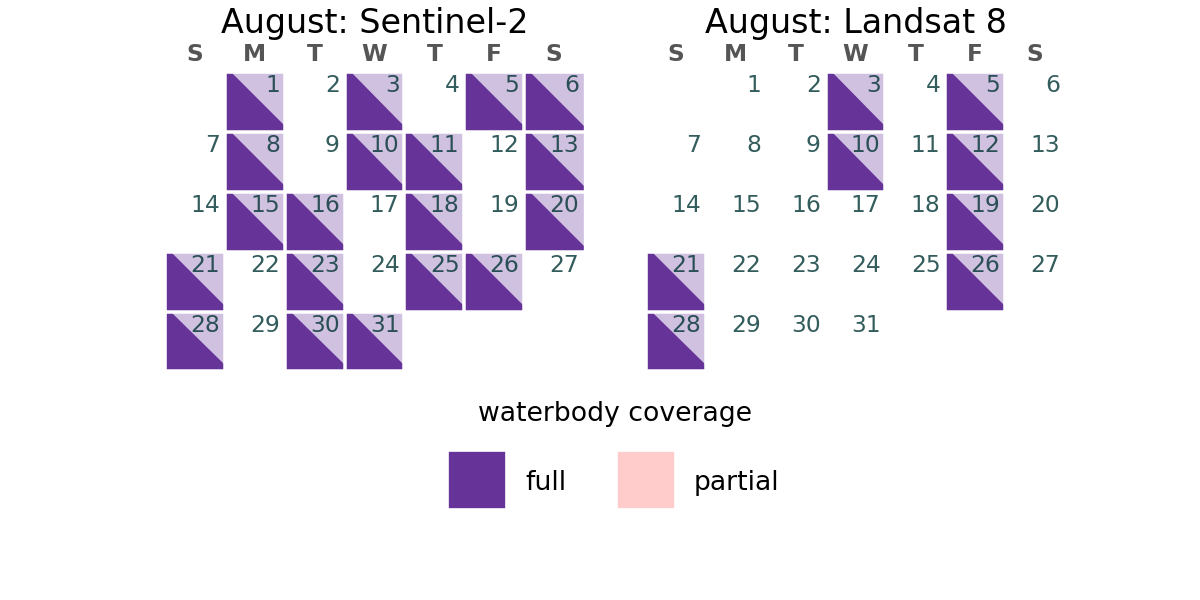 August: Sentinel-2
S M T W T F S
1 2 3 4 5 6
7 8 9 10 11 12 13
14 15 16 17 18 19 20
21 22 23 24 25 26 27
28 29 30 31
August: Landsat 8
S M T W T F S
1 2 3 4 5 6
7 8 9 10 11 12 13
14 15 16 17 18 19 20
21 22 23 24 25 26 27
28 29 30 31
waterbody coverage
full partial